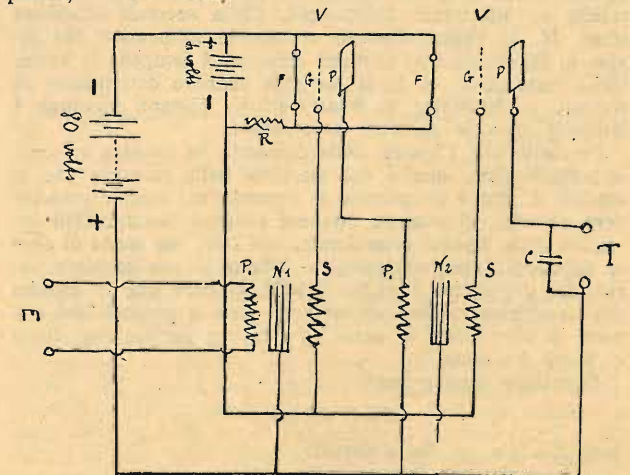 V V
+
4 volts
-
F G P F G P
R
-
80 volts
+
C T
P. N1 S P. N2 S
E